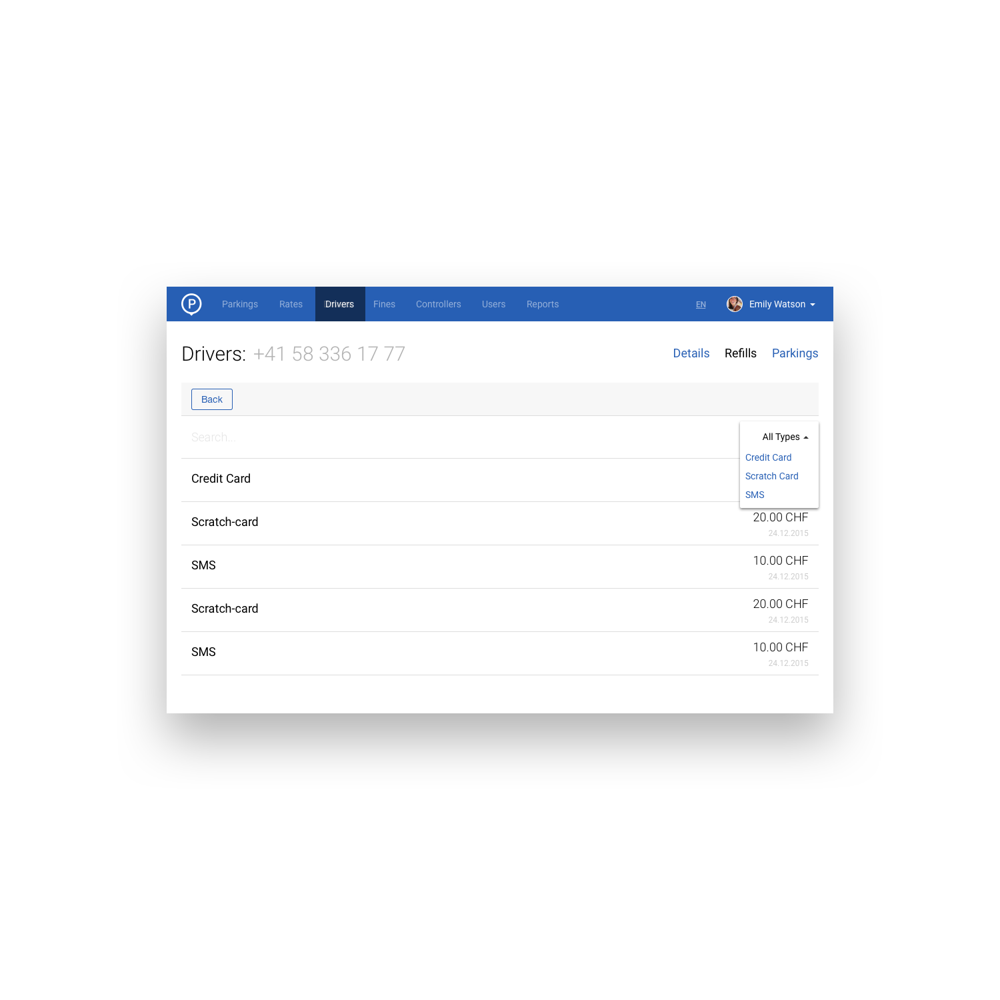 P Parkings Rates Drivers Fines Controllers Users Reports EN Emily Watson
Drivers: +41 58 336 17 77 Details Refills Parkings
Back
Search... All Types
Credit Card
Scratch Card
SMS
Credit Card
Scratch-card 20.00 CHF
24.12.2015
SMS 10.00 CHF
24.12.2015
Scratch-card 20.00 CHF
24.12.2015
SMS 10.00 CHF
24.12.2015